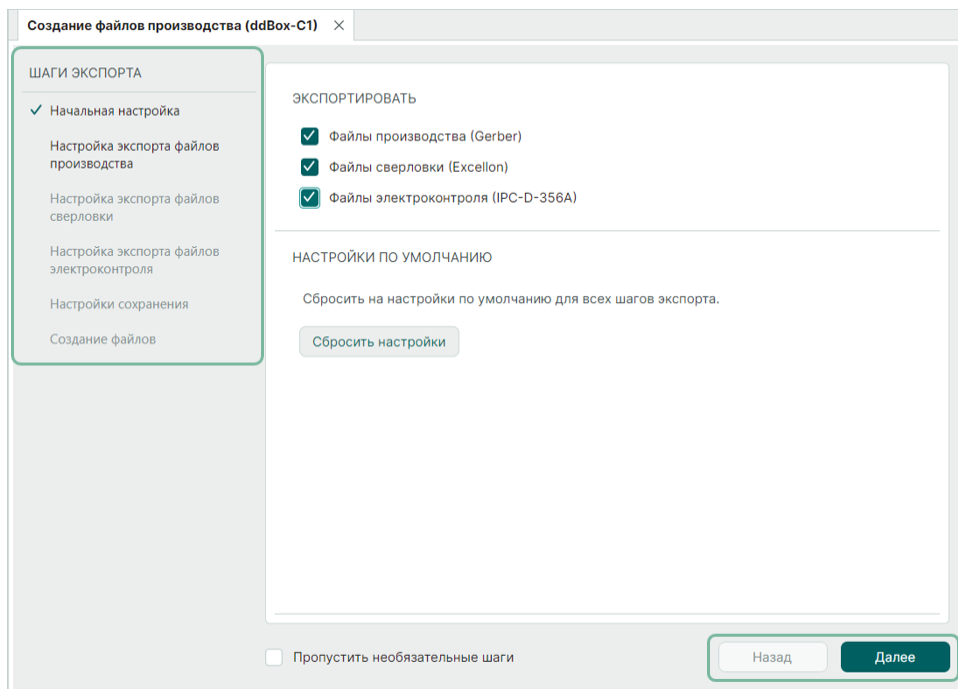 Создание файлов производства (ddBox-C1)
ШАГИ ЭКСПОРТА
Начальная настройка
Настройка экспорта файлов
производства
Настройка экспорта файлов
сверловки
Настройка экспорта файлов
электроконтроля
Настройки сохранения
Создание файлов
ЭКСПОРТИРОВАТЬ
Файлы производства (Gerber)
Файлы сверловки (Excellon)
Файлы электроконтроля (IPC-D-356A)
НАСТРОЙКИ ПО УМОЛЧАНИЮ
Сбросить на настройки по умолчанию для всех шагов экспорта.
Сбросить настройки
Пропустить необязательные шаги
Назад
Далее